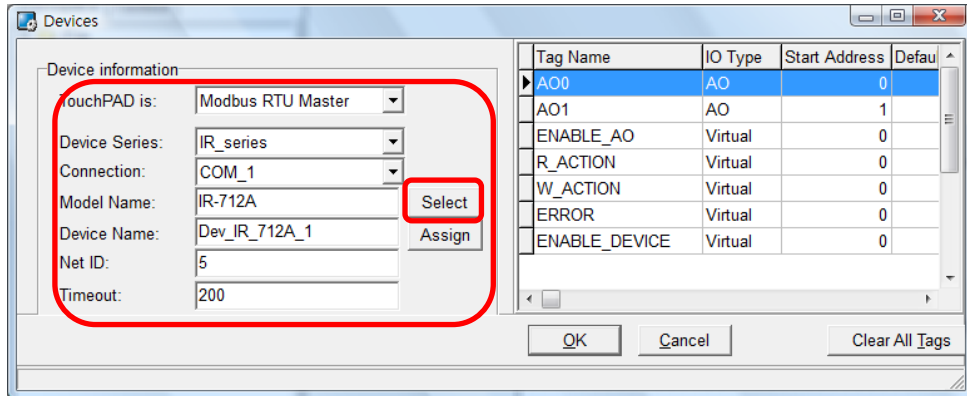 Devices
Device information
TouchPAD is: Modbus RTU Master
Device Series: IR_series
Connection: COM_1
Model Name: IR-712A Select
Device Name: Dev_IR_712A_1 Assign
Net ID: 5
Timeout: 200
Tag Name IO Type Start Address Defau
AO0 AO 0
AO1 AO 1
ENABLE_AO Virtual 0
R_ACTION Virtual 0
W_ACTION Virtual 0
ERROR Virtual 0
ENABLE_DEVICE Virtual 0
OK Cancel Clear All Tags